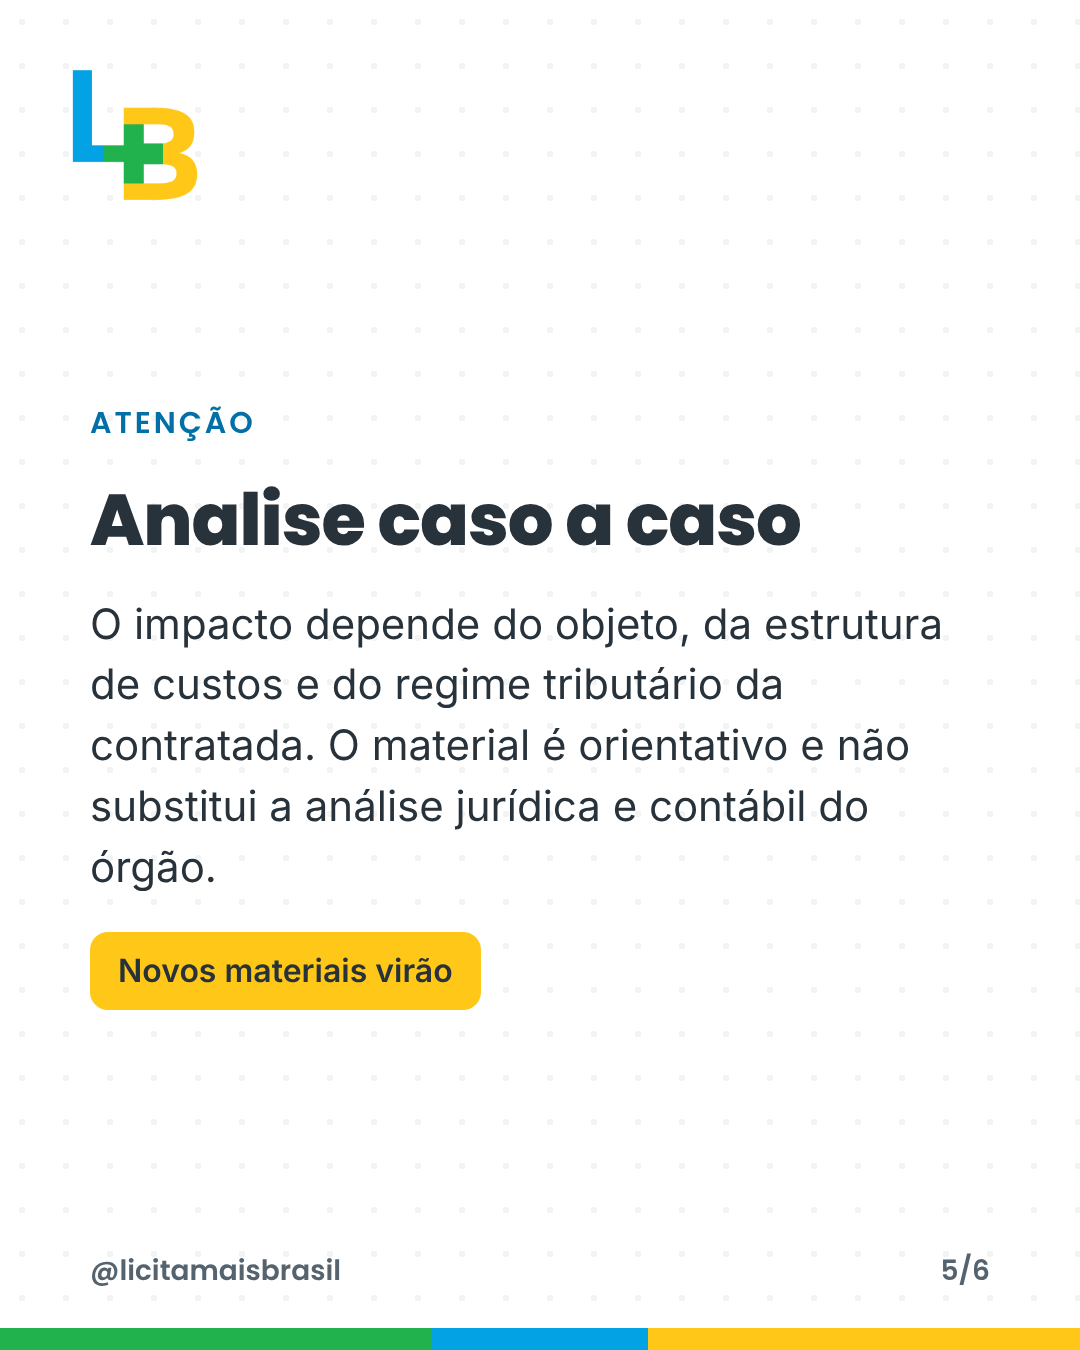 L+B
ATENÇÃO
Analise caso a caso
O impacto depende do objeto, da estrutura
de custos e do regime tributário da
contratada. O material é orientativo e não
substitui a análise jurídica e contábil do
órgão.
Novos materiais virão
@licitamaisbrasil
5/6